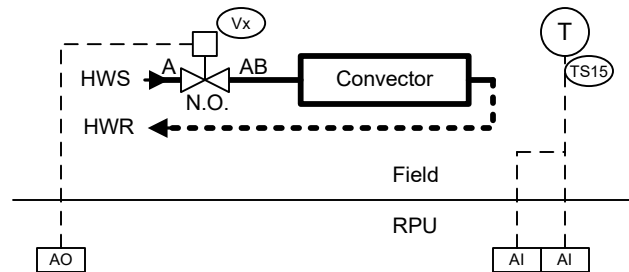 Vx
T
A
AB
TS15
HWS
Convector
N.O.
HWR
Field
RPU
AO
AI
AI